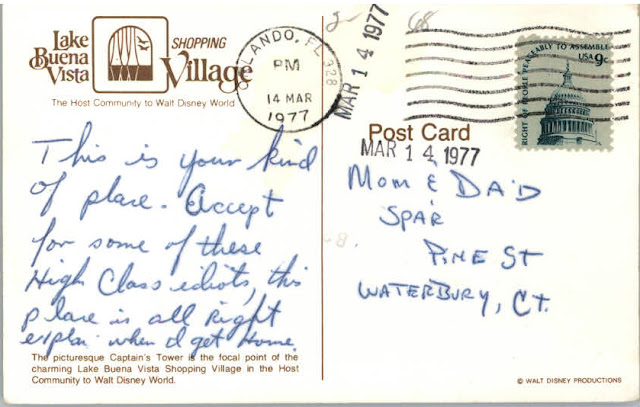 Lake
Buena
Vista
SHOPPING
Village
The Host Community to Walt Disney World
ORLANDO, FL 328
PM
14 MAR
1977
MAR 14 1977
68
RIGHT OF PEOPLE PEACEABLY TO ASSEMBLE
USA 9c
Post Card
MAR 14 1977
This is your kind
of place. Accept
for some of these
High Class idiots, this
place is all Right
explai when I get Home.
Mom & DAD
SPAR
PINE ST
WATERBURY, CT.
The picturesque Captain's Tower is the focal point of the
charming Lake Buena Vista Shopping Village in the Host
Community to Walt Disney World.
© WALT DISNEY PRODUCTIONS